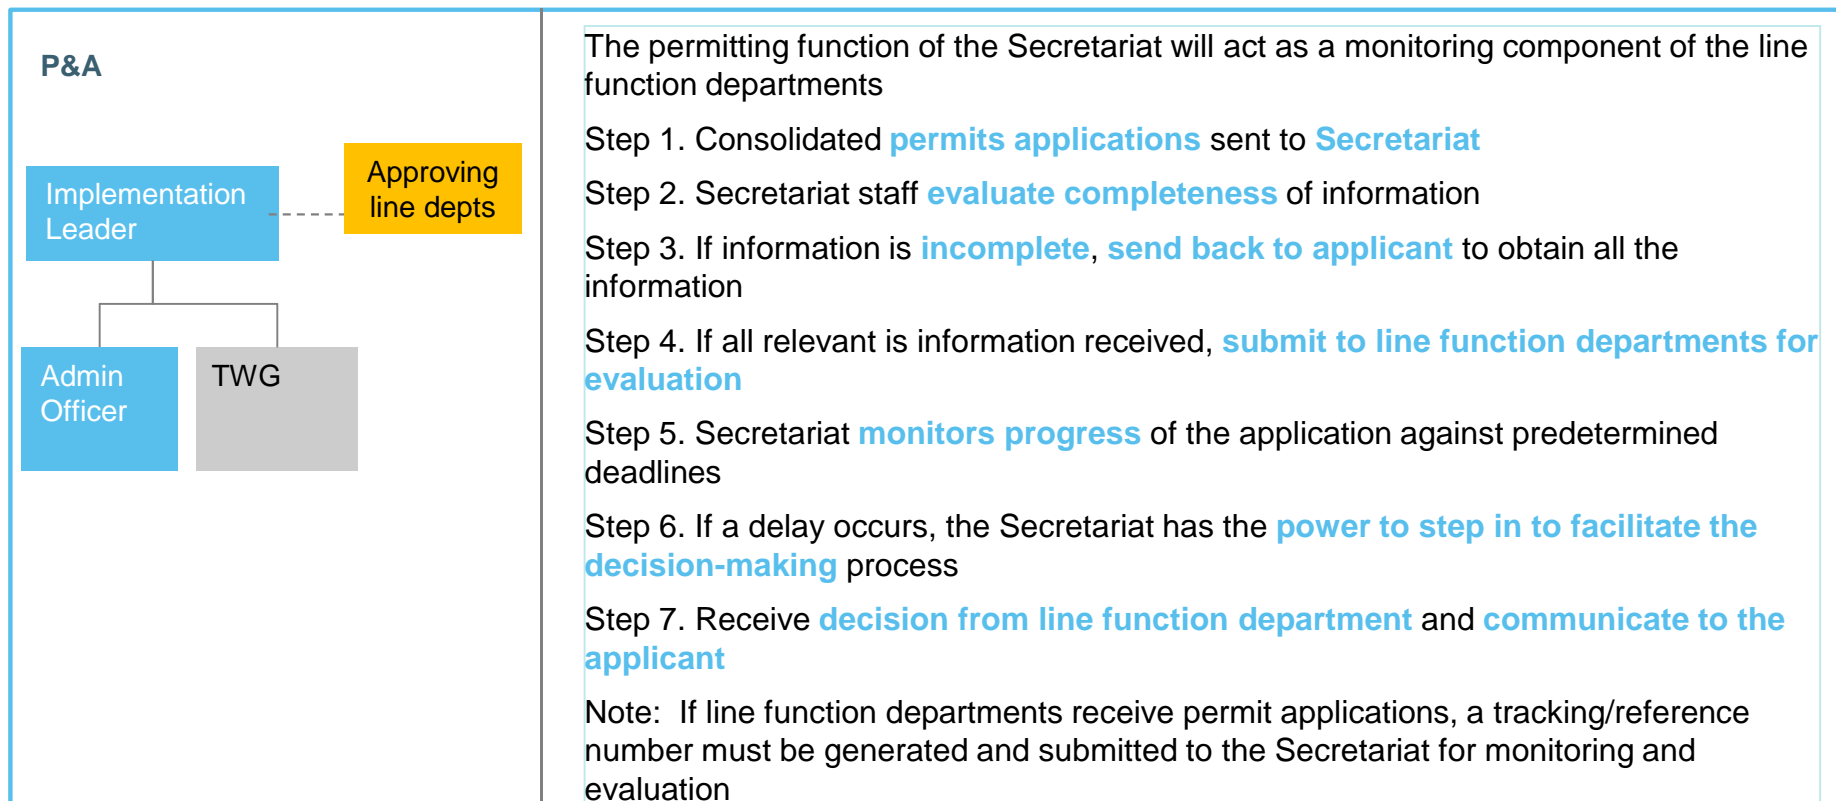 P&A
Implementation
Leader
Approving
line depts
Admin
Officer
TWG
The permitting function of the Secretariat will act as a monitoring component of the line
function departments
Step 1. Consolidated permits applications sent to Secretariat
Step 2. Secretariat staff evaluate completeness of information
Step 3. If information is incomplete, send back to applicant to obtain all the
information
Step 4. If all relevant is information received, submit to line function departments for
evaluation
Step 5. Secretariat monitors progress of the application against predetermined
deadlines
Step 6. If a delay occurs, the Secretariat has the power to step in to facilitate the
decision-making process
Step 7. Receive decision from line function department and communicate to the
applicant
Note: If line function departments receive permit applications, a tracking/reference
number must be generated and submitted to the Secretariat for monitoring and
evaluation